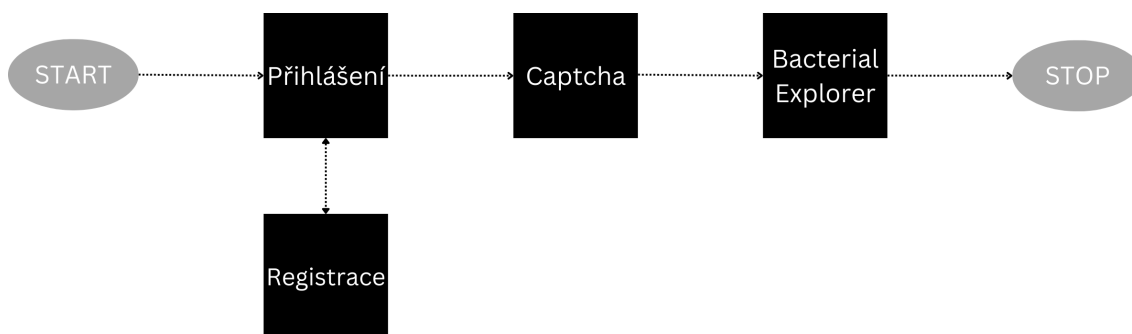 START
Přihlášení
Captcha
Bacterial
Explorer
STOP
Registrace